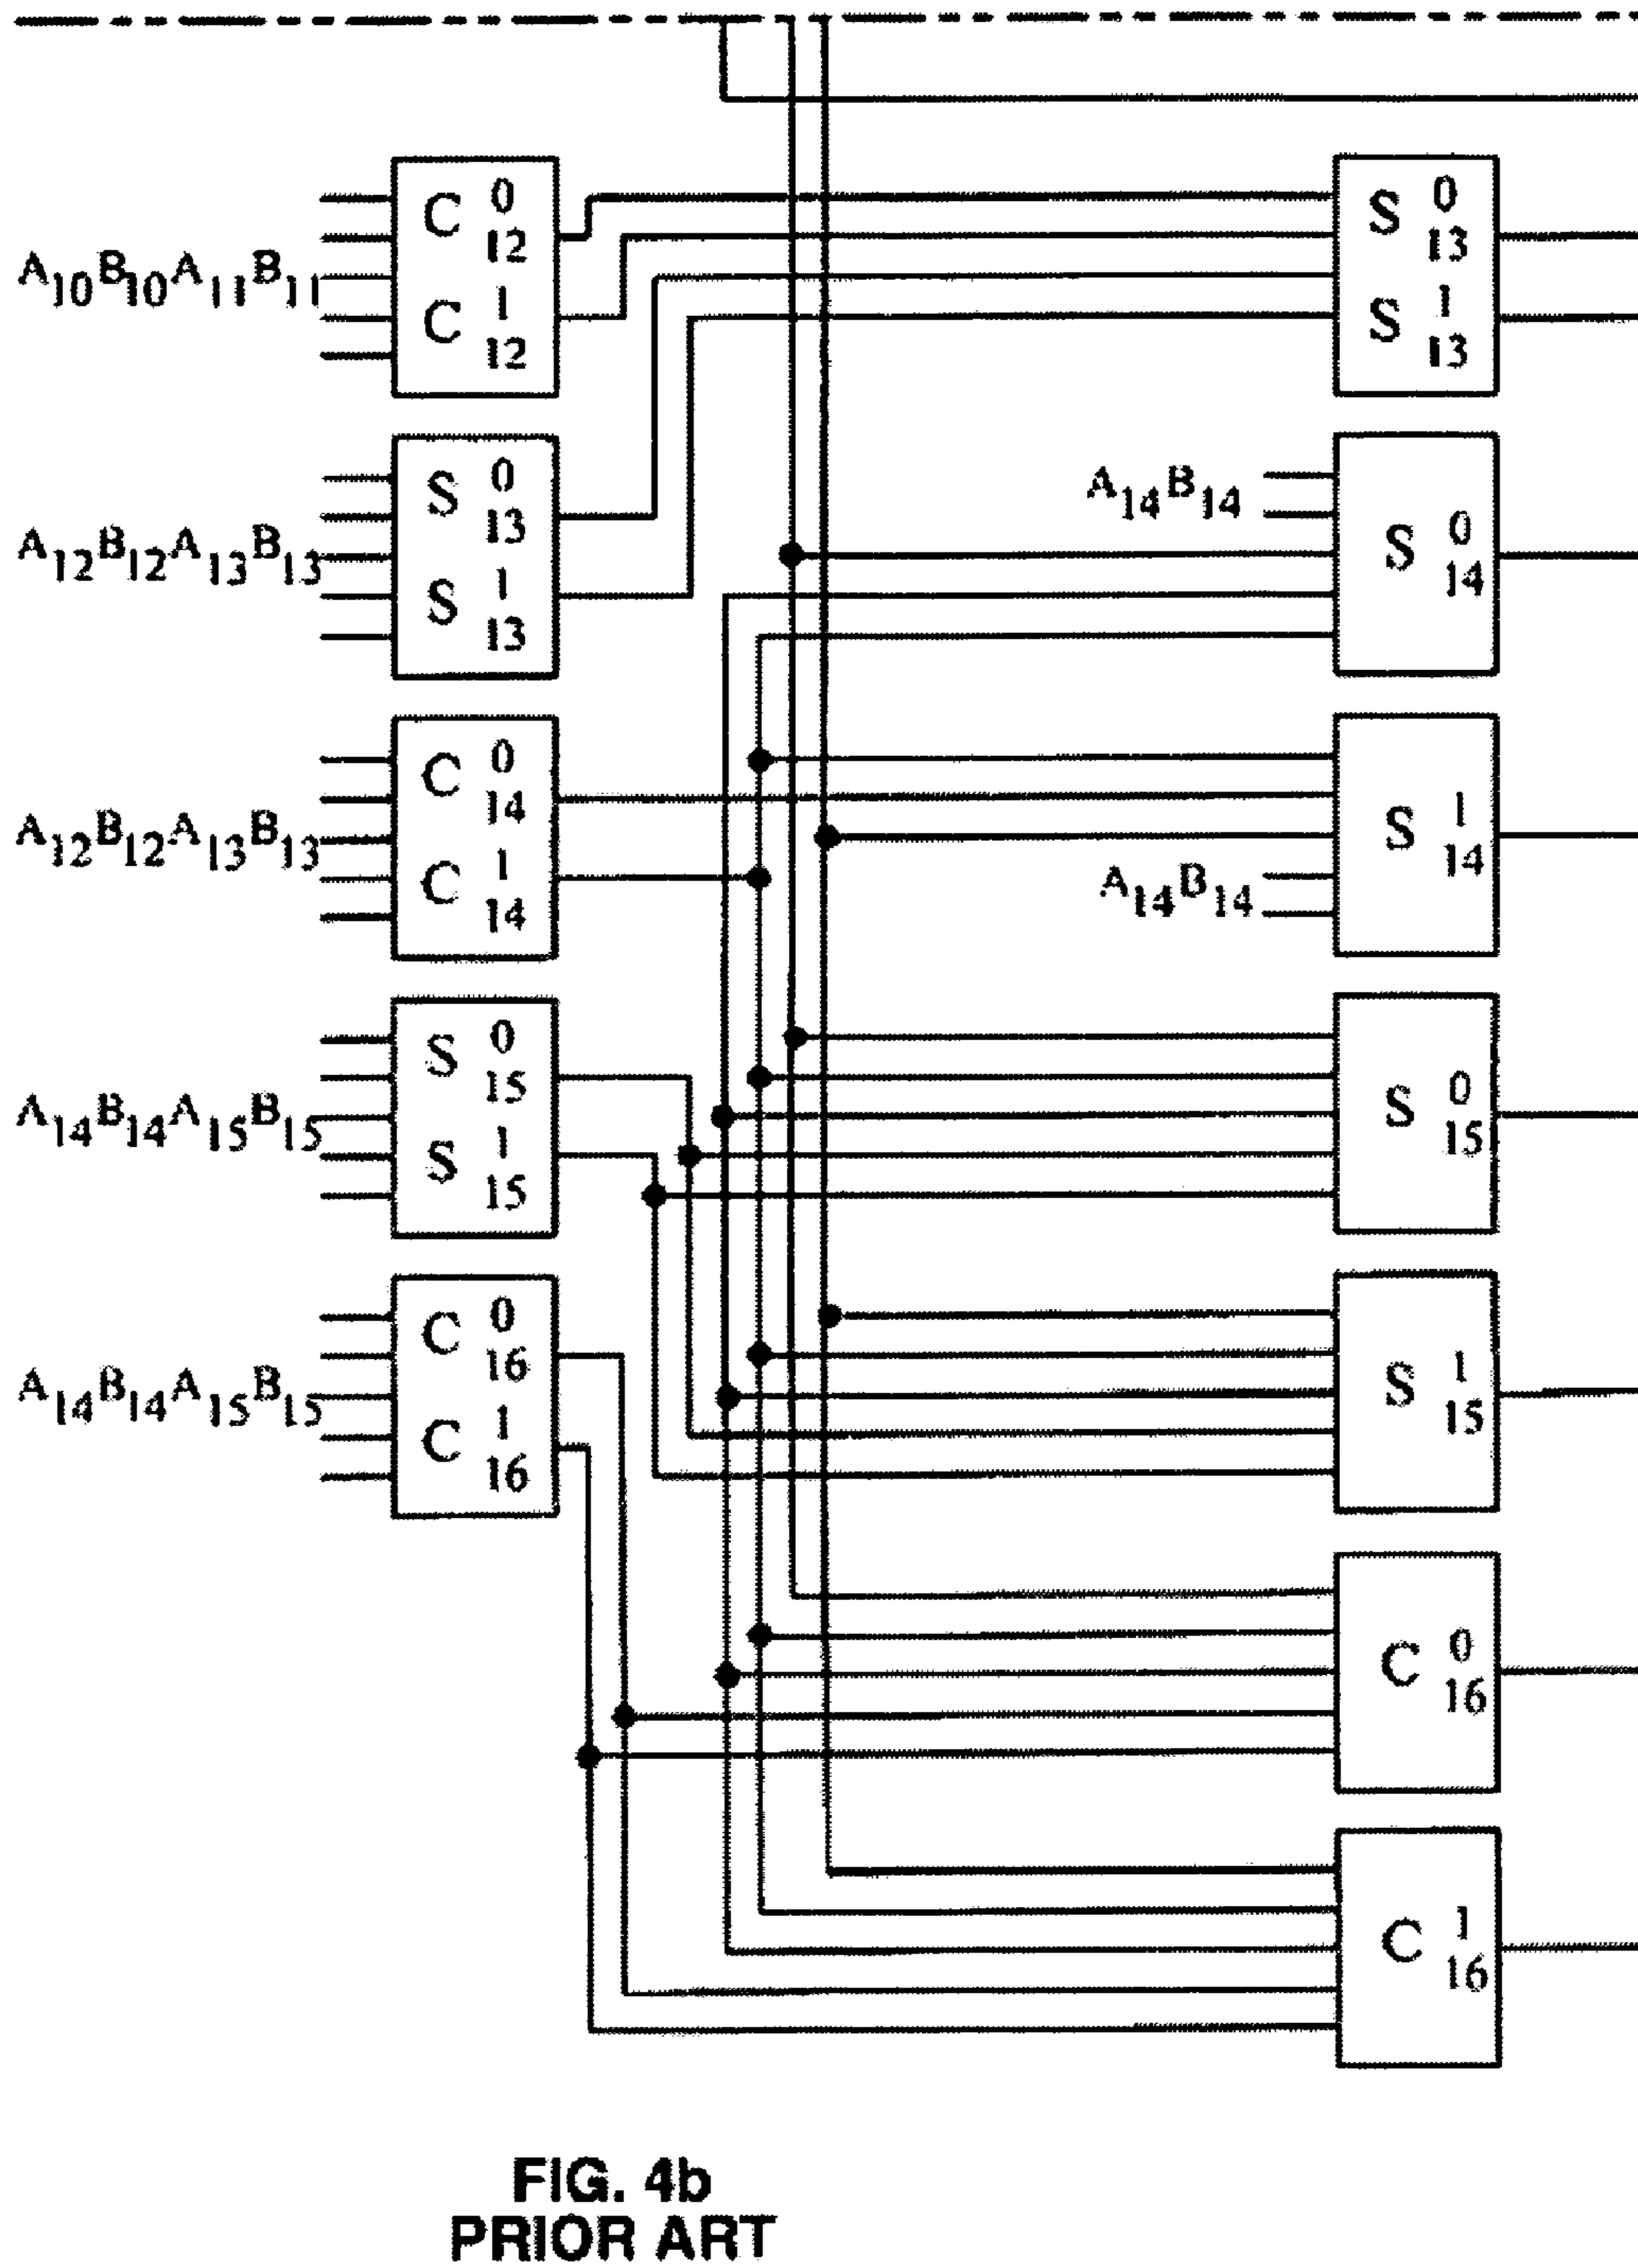 A10B10A11B11
C 0 12
C 1 12
S 0 13
S 1 13
A12B12A13B13
S 0 13
S 1 13
A14B14
S 0 14
A12B12A13B13
C 0 14
C 1 14
S 1 14
A14B14
A14B14A15B15
S 0 15
S 1 15
S 0 15
A14B14A15B15
C 0 16
C 1 16
S 1 15
C 0 16
C 1 16
FIG. 4b
PRIOR ART